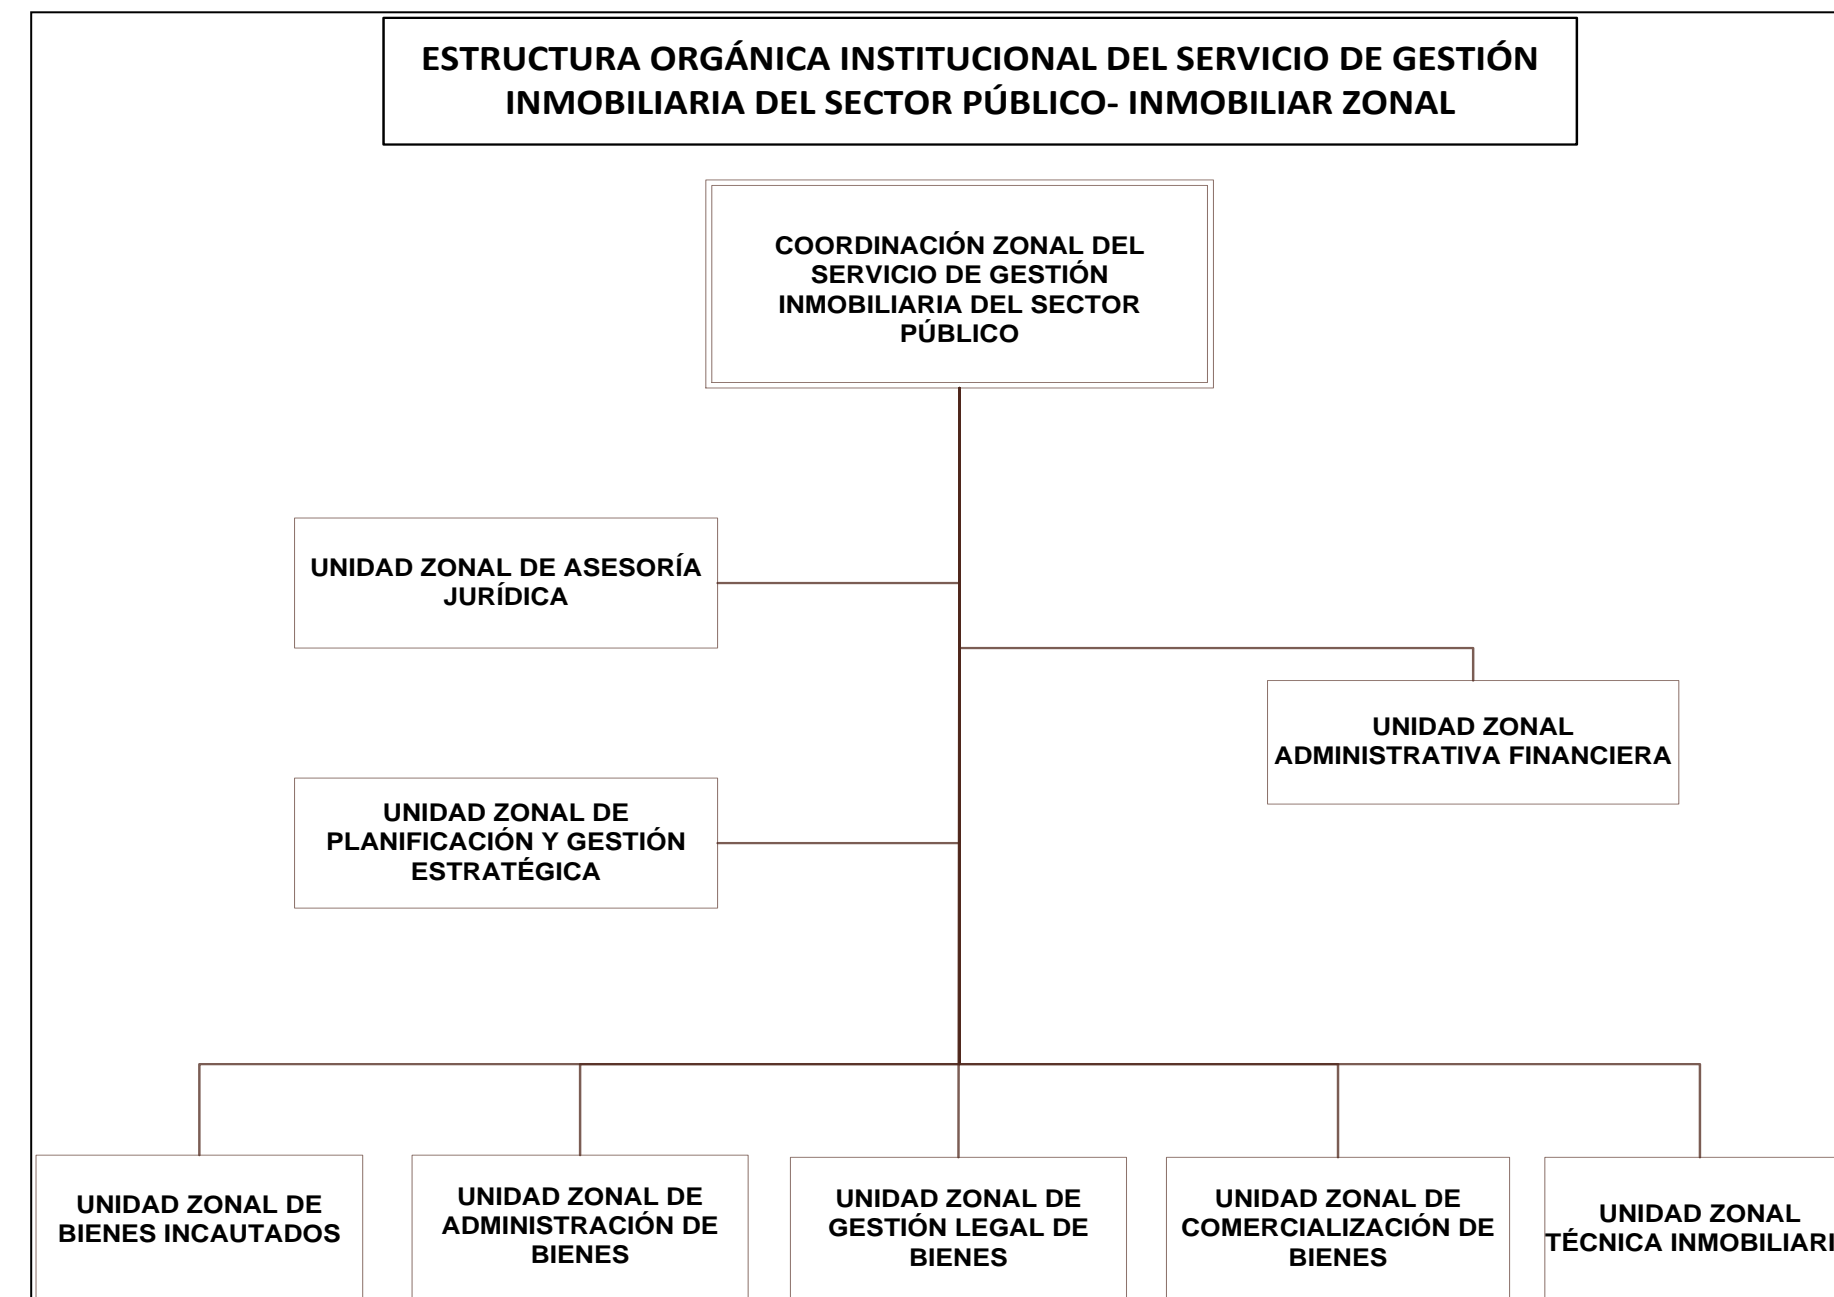 ESTRUCTURA ORGÁNICA INSTITUCIONAL DEL SERVICIO DE GESTIÓN
INMOBILIARIA DEL SECTOR PÚBLICO- INMOBILIAR ZONAL
COORDINACIÓN ZONAL DEL
SERVICIO DE GESTIÓN
INMOBILIARIA DEL SECTOR
PÚBLICO
UNIDAD ZONAL DE ASESORÍA
JURÍDICA
UNIDAD ZONAL
ADMINISTRATIVA FINANCIERA
UNIDAD ZONAL DE
PLANIFICACIÓN Y GESTIÓN
ESTRATÉGICA
UNIDAD ZONAL DE
BIENES INCAUTADOS
UNIDAD ZONAL DE
ADMINISTRACIÓN DE
BIENES
UNIDAD ZONAL DE
GESTIÓN LEGAL DE
BIENES
UNIDAD ZONAL DE
COMERCIALIZACIÓN DE
BIENES
UNIDAD ZONAL
TÉCNICA INMOBILIARI